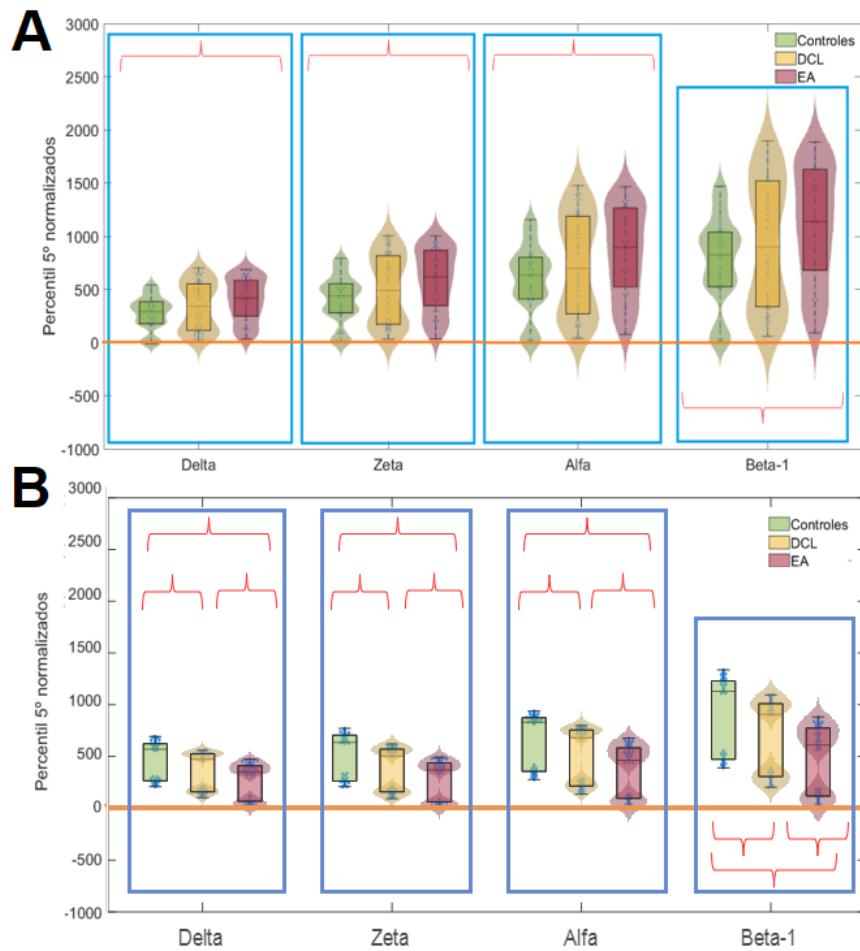 A
Percentil 5º normalizados
3000
2500
2000
1500
1000
500
0
-500
-1000
Controles
DCL
EA
Delta
Zeta
Alfa
Beta-1
B
Percentil 5º normalizados
3000
2500
2000
1500
1000
500
0
-500
-1000
Controles
DCL
EA
Delta
Zeta
Alfa
Beta-1